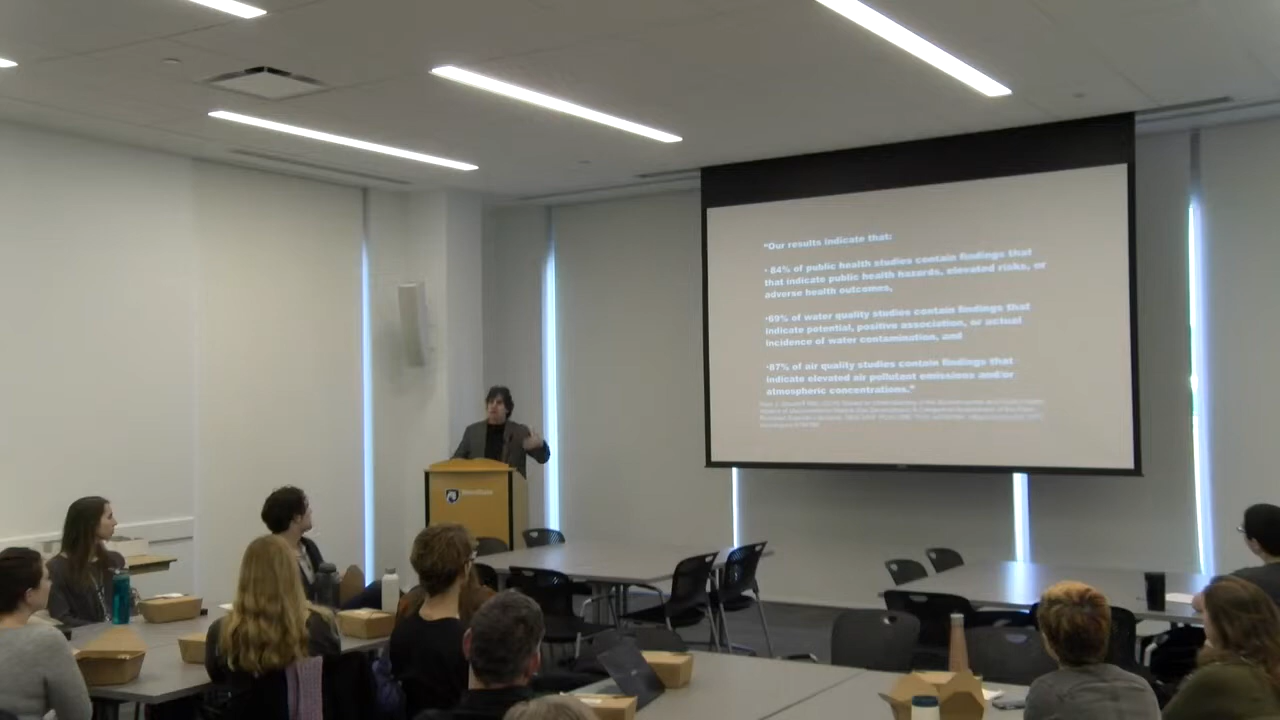 "Our results indicate that:
• 84% of public health studies contain findings that
that indicate public health hazards, elevated risks, or
adverse health outcomes,
•69% of water quality studies contain findings that
indicate potential, positive association, or actual
incidence of water contamination, and
•87% of air quality studies contain findings that
indicate elevated air pollutant emissions and/or
atmospheric concentrations."
PennState